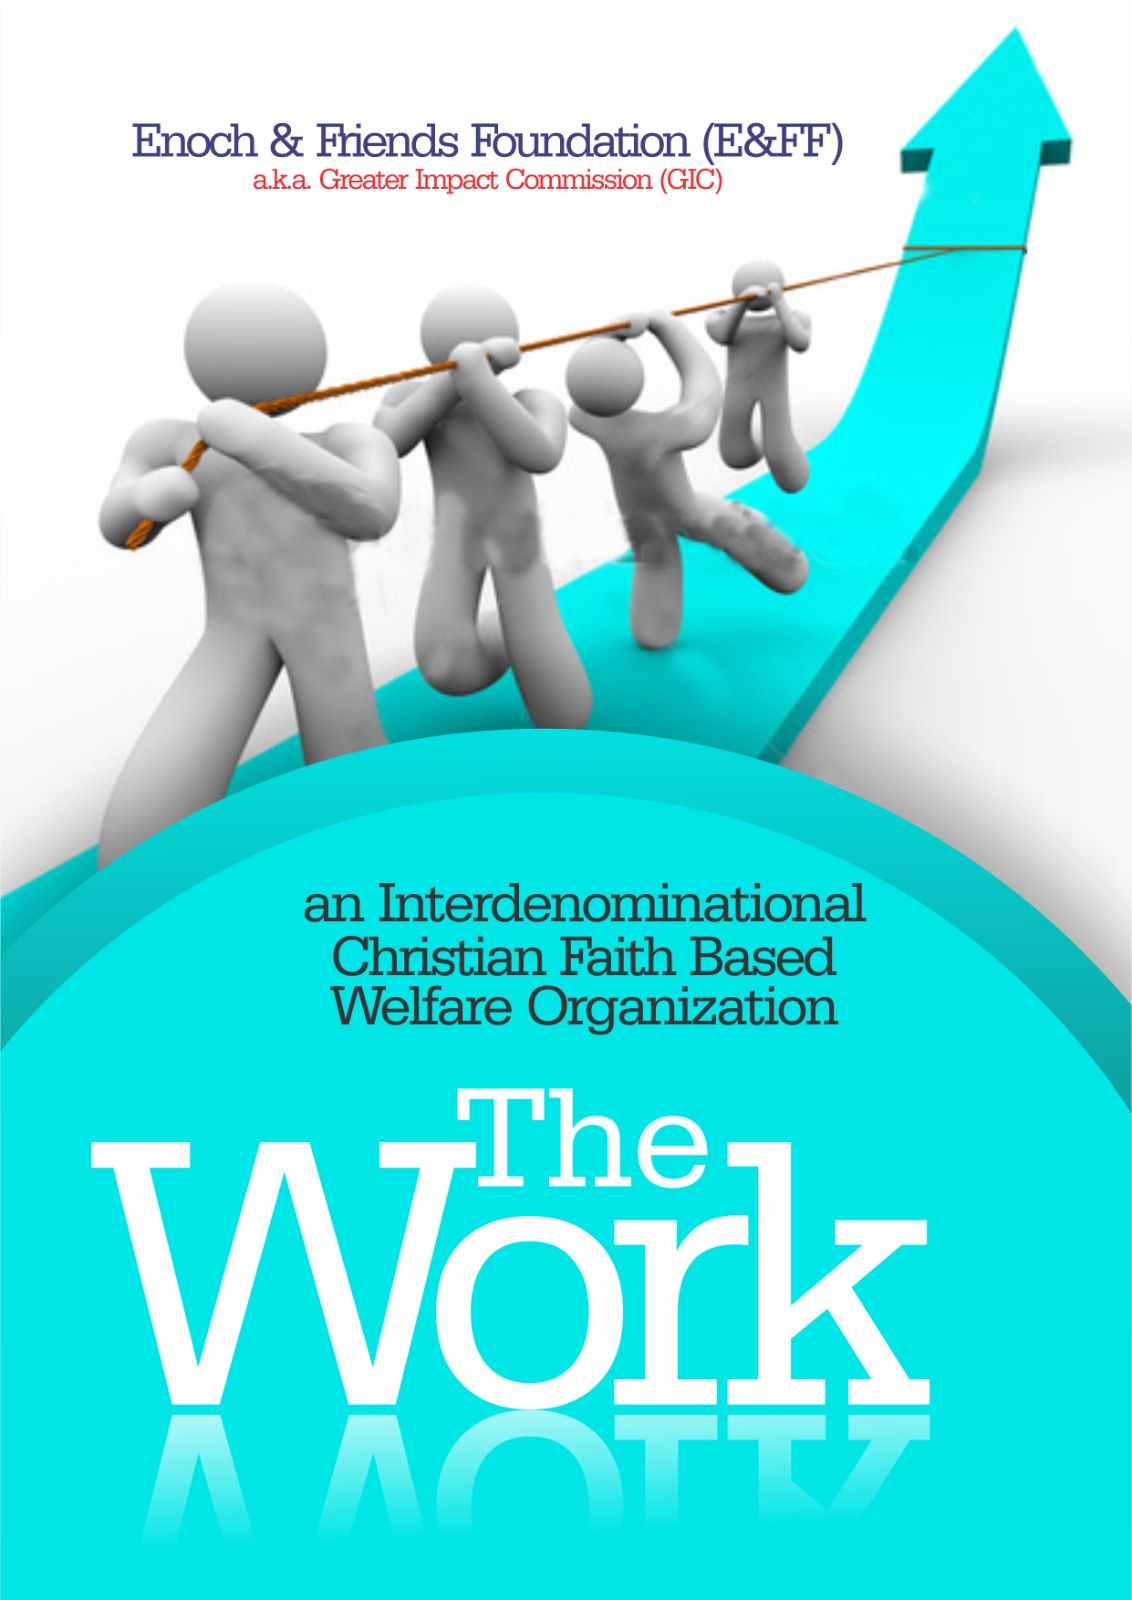 Enoch & Friends Foundation (E&FF)
a.k.a. Greater Impact Commission (GIC)
an Interdenominational
Christian Faith Based
Welfare Organization
The
Work